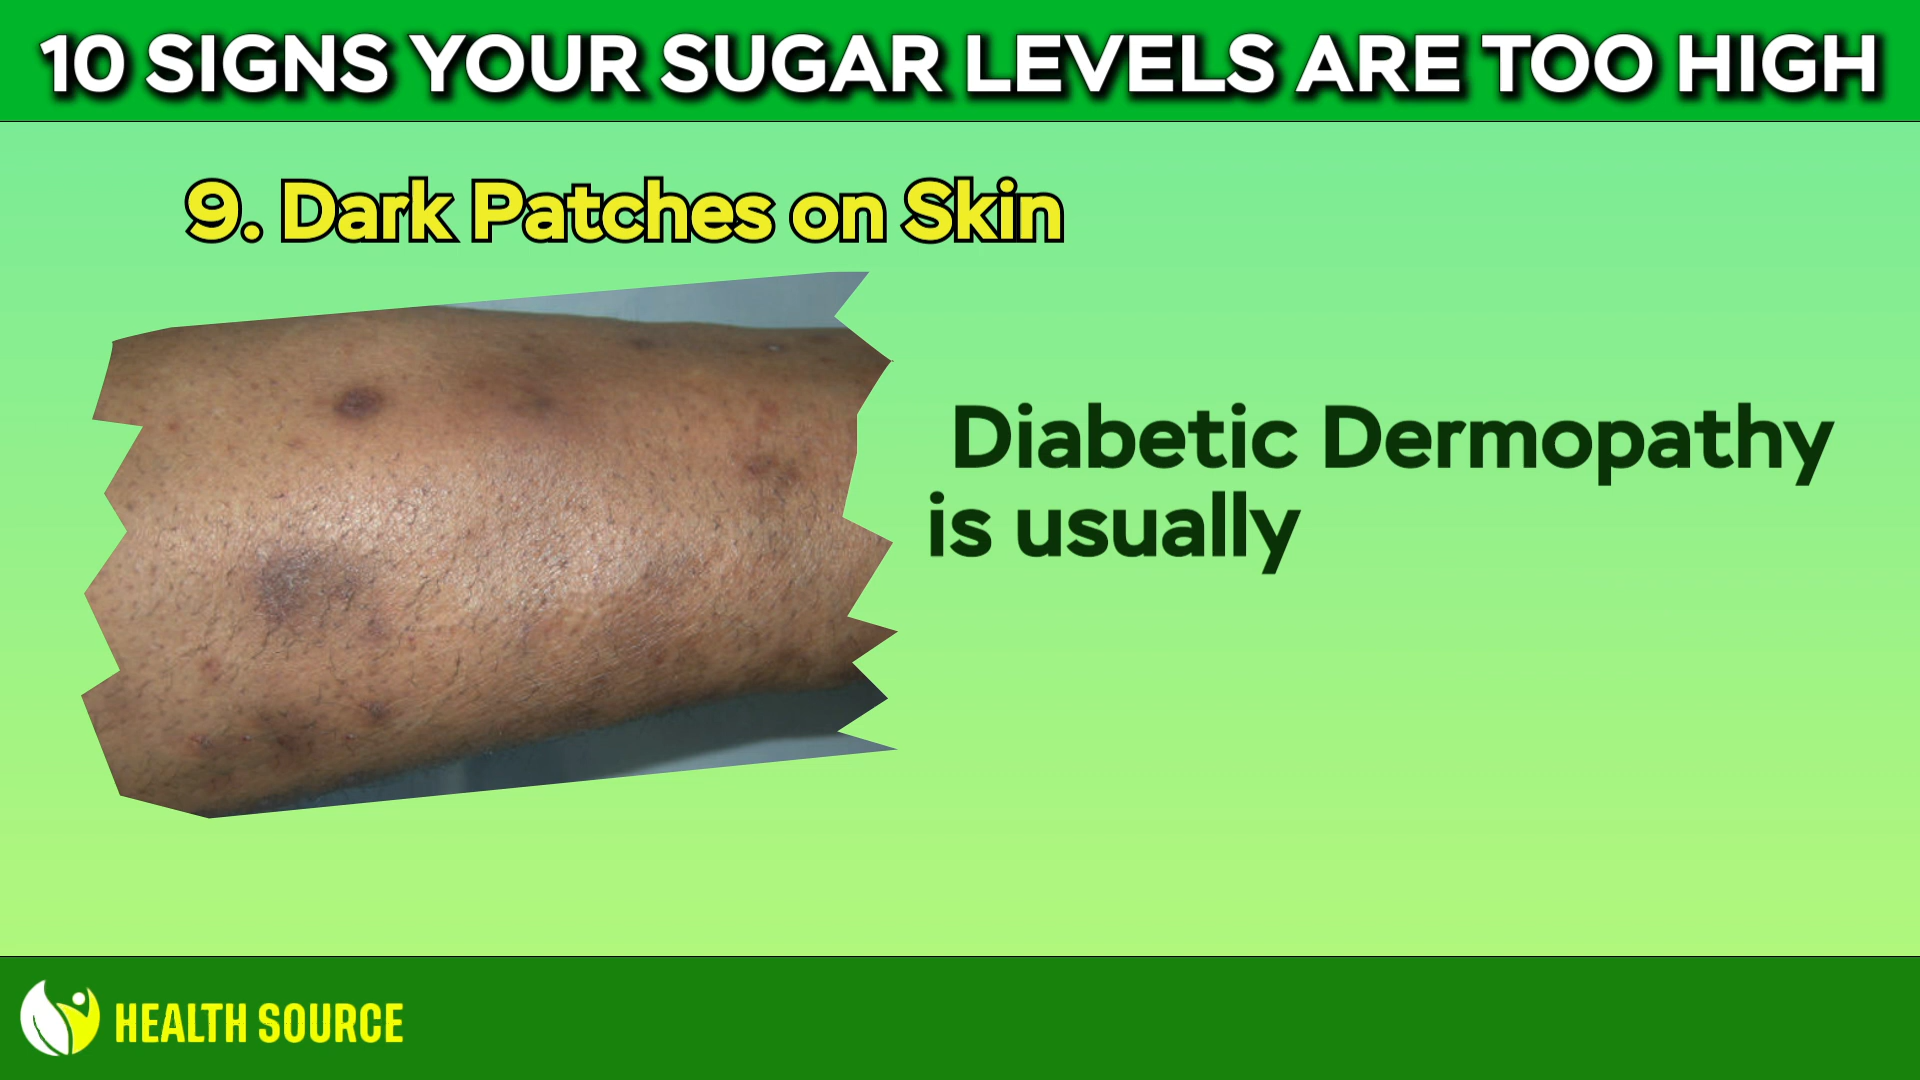 10 SIGNS YOUR SUGAR LEVELS ARE TOO HIGH
9. Dark Patches on Skin
Diabetic Dermopathy
is usually
HEALTH SOURCE